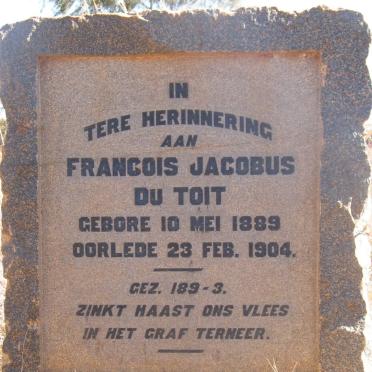 IN
TERE HERINNERING
AAN
FRANCOIS JACOBUS
DU TOIT
GEBORE 10 MEI 1889
OORLEDE 23 FEB. 1904.
GEZ. 189-3.
ZINKT HAAST ONS VLEES
IN HET GRAF TERNEER.